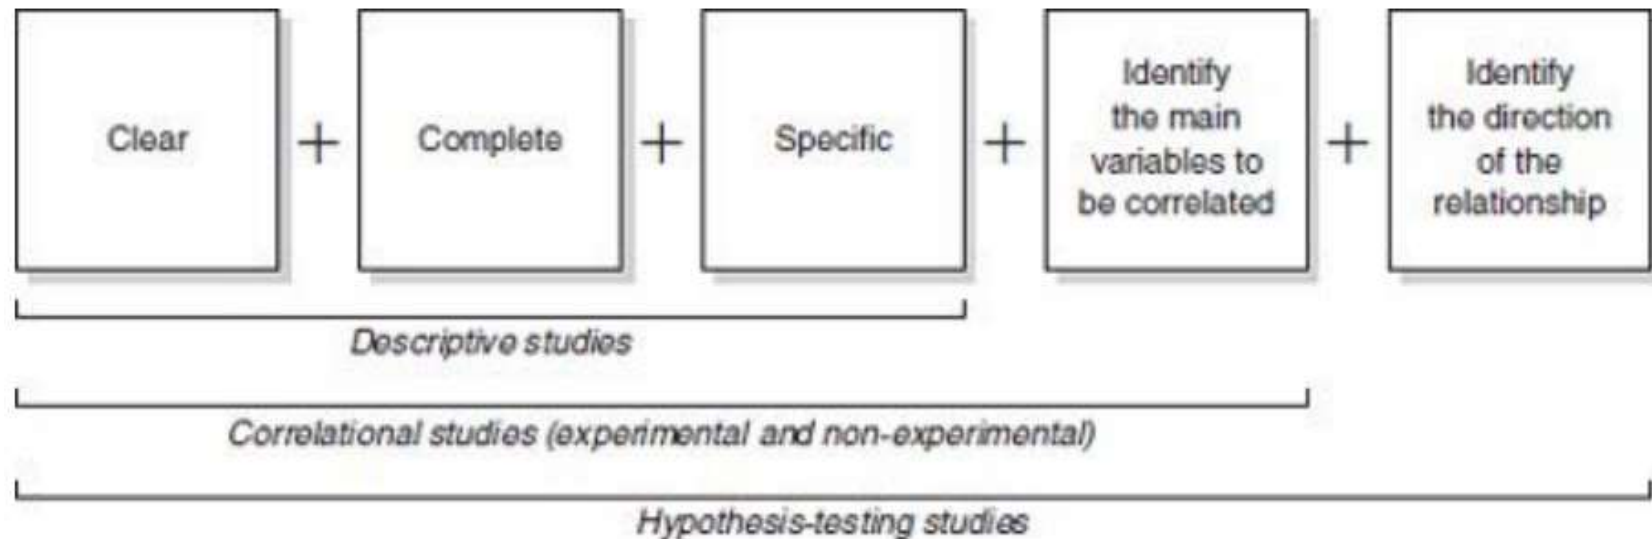 Clear
+
Complete
+
Specific
+
Identify
the main
variables to
be correlated
+
Identify
the direction
of the
relationship
Descriptive studies
Correlational studies (experimental and non-experimental)
Hypothesis-testing studies